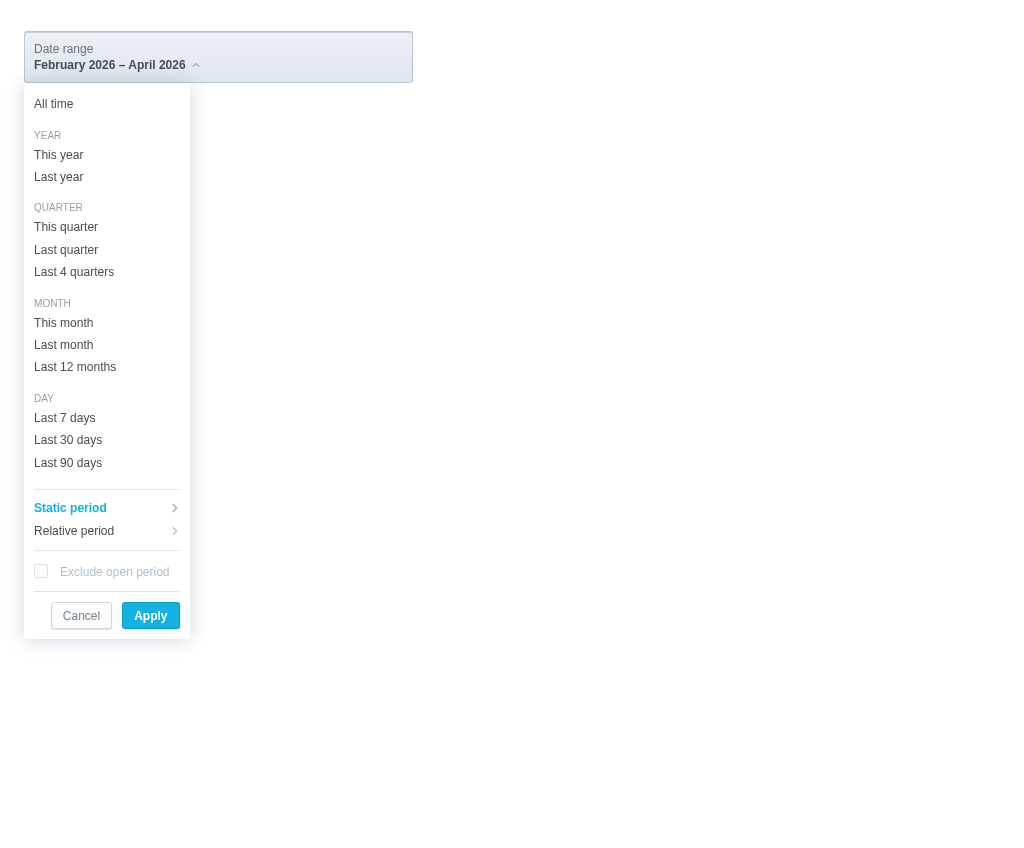 Date range
February 2026 – April 2026
All time
YEAR
This year
Last year
QUARTER
This quarter
Last quarter
Last 4 quarters
MONTH
This month
Last month
Last 12 months
DAY
Last 7 days
Last 30 days
Last 90 days
Static period
Relative period
Exclude open period
Cancel Apply